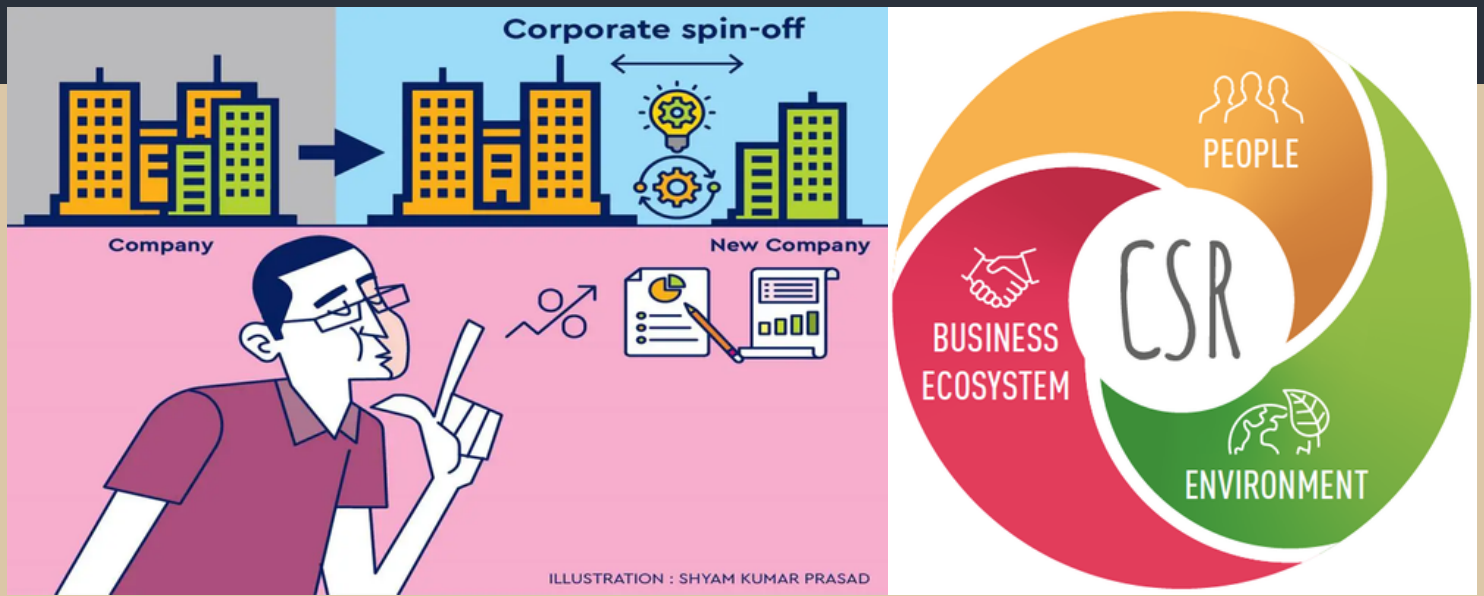 Corporate spin-off
Company
New Company
ILLUSTRATION : SHYAM KUMAR PRASAD
PEOPLE
CSR
BUSINESS
ECOSYSTEM
ENVIRONMENT